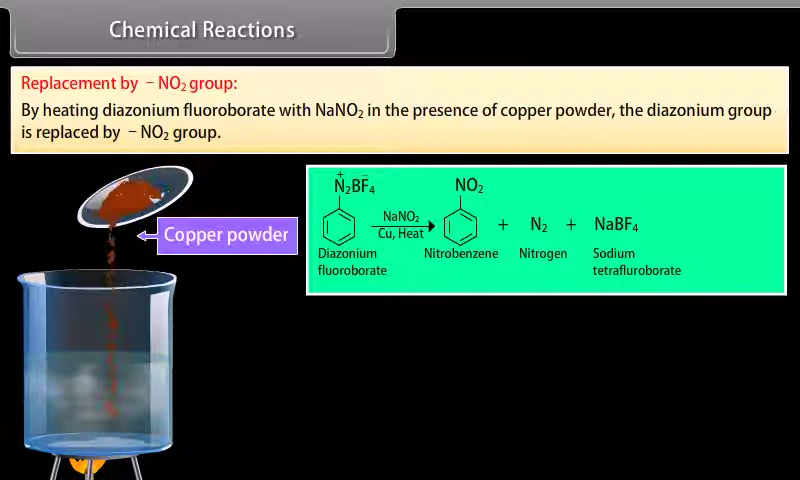 Chemical Reactions
Replacement by – NO₂ group:
By heating diazonium fluoroborate with NaNO₂ in the presence of copper powder, the diazonium group
is replaced by – NO₂ group.
Copper powder
N₂⁺BF₄⁻
NO₂
NaNO₂
Cu, Heat
+ N₂ + NaBF₄
Diazonium Nitrobenzene Nitrogen Sodium
fluoroborate tetrafluroborate